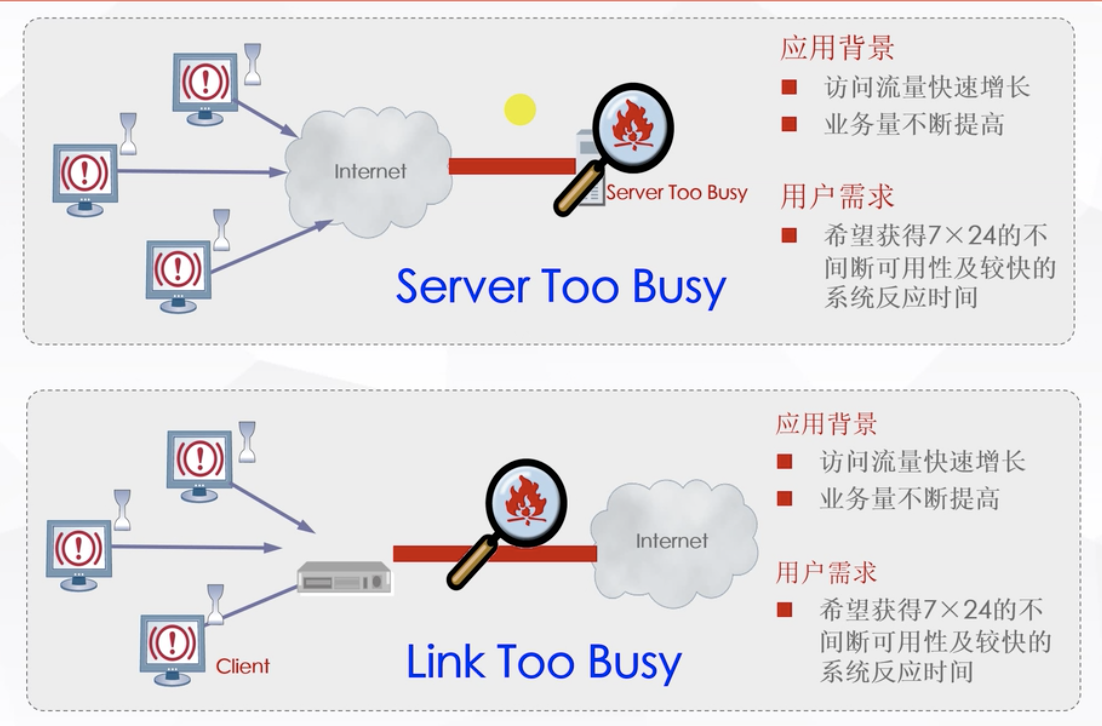 Internet
Server Too Busy
Server Too Busy
应用背景
访问流量快速增长
业务量不断提高
用户需求
希望获得7×24的不
间断可用性及较快的
系统反应时间
Client
Internet
Link Too Busy
应用背景
访问流量快速增长
业务量不断提高
用户需求
希望获得7×24的不
间断可用性及较快的
系统反应时间